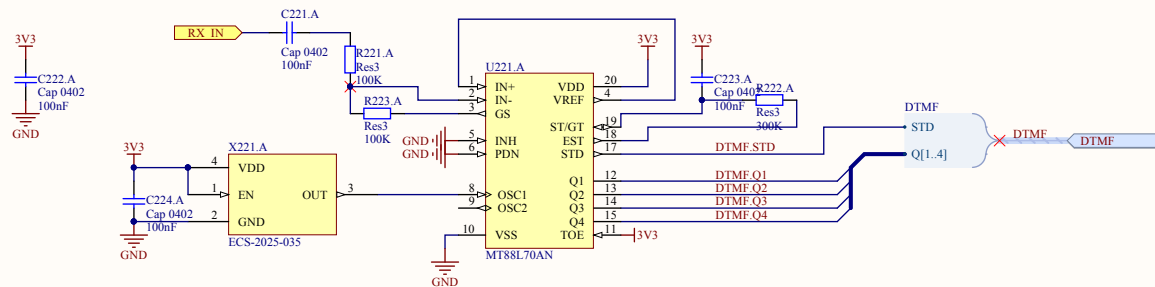 C221.A
RX IN
Cap 0402
100nF
3V3
C222.A
Cap 0402
100nF
GND
R221.A
Res3
100K
R223.A
Res3
100K
U221.A
1 IN+
2 IN-
3 GS
GND 5 INH
GND 6 PDN
8 OSC1
9 OSC2
10 VSS
GND
MT88L70AN
VDD 20
VREF 4
ST/GT 19
EST 18
STD 17
Q1 12
Q2 13
Q3 14
Q4 15
TOE 11
3V3
3V3
3V3
C223.A
Cap 0402
100nF
R222.A
Res3
300K
DTMF.STD
DTMF.Q1
DTMF.Q2
DTMF.Q3
DTMF.Q4
DTMF
STD
Q[1..4]
DTMF
DTMF
3V3
C224.A
Cap 0402
100nF
GND
X221.A
4 VDD
1 EN
2 GND
OUT 3
ECS-2025-035